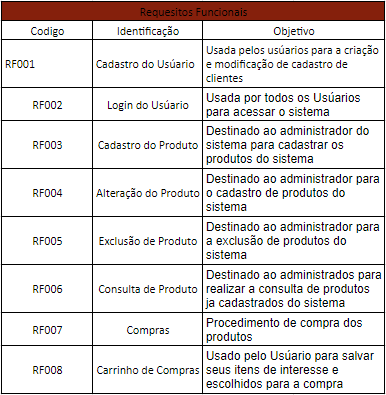 Requesitos Funcionais
Codigo Identificação Objetivo
RF001 Cadastro do Usúario Usada pelos usúarios para a criação
e modificação de cadastro de
clientes
RF002 Login do Usúario Usada por todos os Usúarios
para acessar o sistema
RF003 Cadastro do Produto Destinado ao administrador do
sistema para cadastrar os
produtos do sistema
RF004 Alteração do Produto Destinado ao administrador para
o cadastro de produtos do
sistema
RF005 Exclusão de Produto Destinado ao administrador para
a exclusão de produtos do
sistema
RF006 Consulta de Produto Destinado ao administrados para
realizar a consulta de produtos
ja cadastrados do sistema
RF007 Compras Procedimento de compra dos
produtos
RF008 Carrinho de Compras Usado pelo Usúario para salvar
seus itens de interesse e
escolhidos para a compra